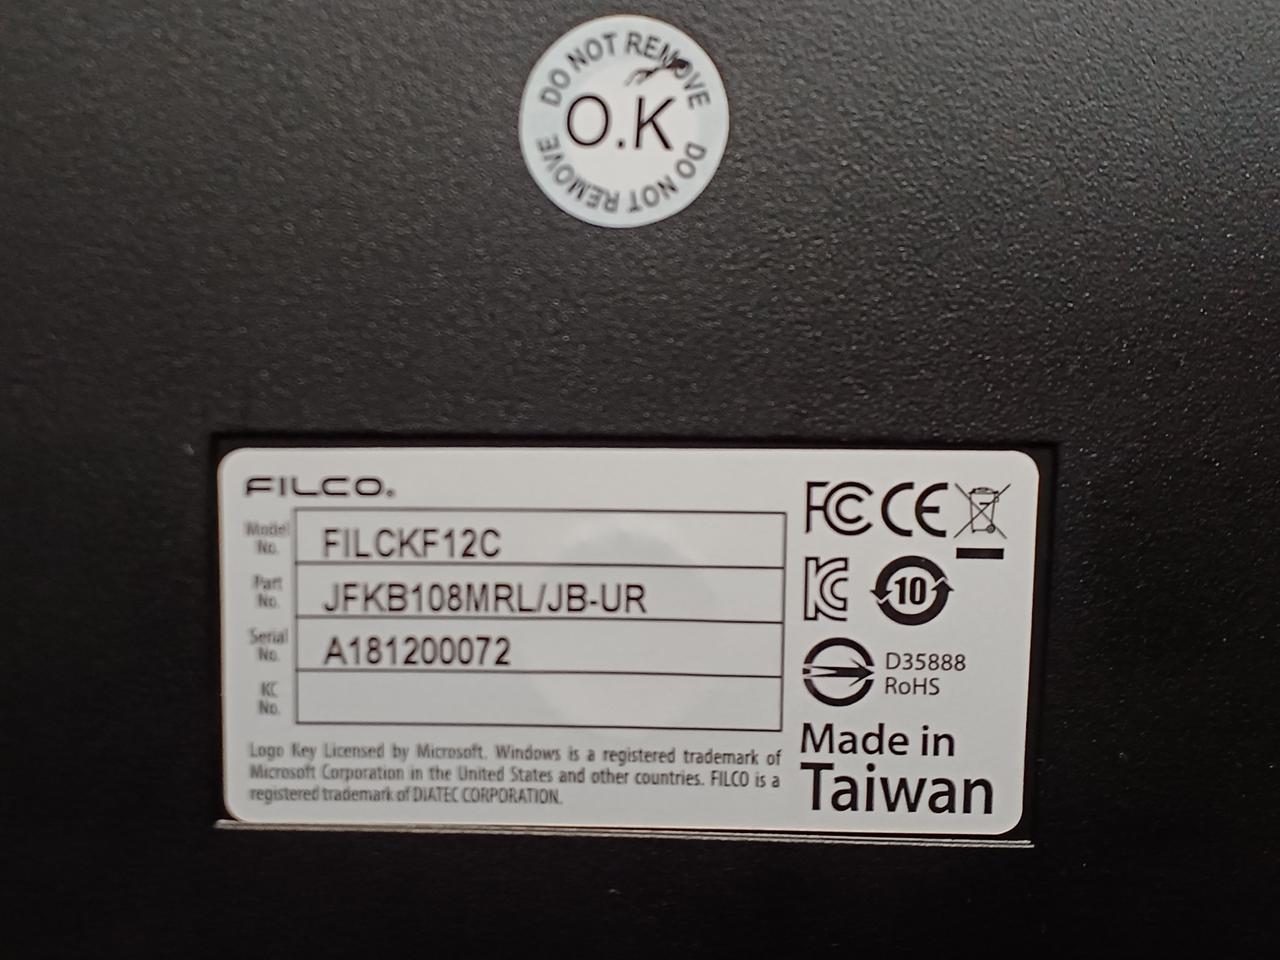 DO NOT REMOVE
O.K
DO NOT REMOVE
FILCO®
Model No. FILCKF12C
Part No. JFKB108MRL/JB-UR
Serial No. A181200072
KC No.
Logo Key Licensed by Microsoft. Windows is a registered trademark of
Microsoft Corporation in the United States and other countries. FILCO is a
registered trademark of DIATEC CORPORATION.
FC CE
KC 10
D35888
RoHS
Made in
Taiwan